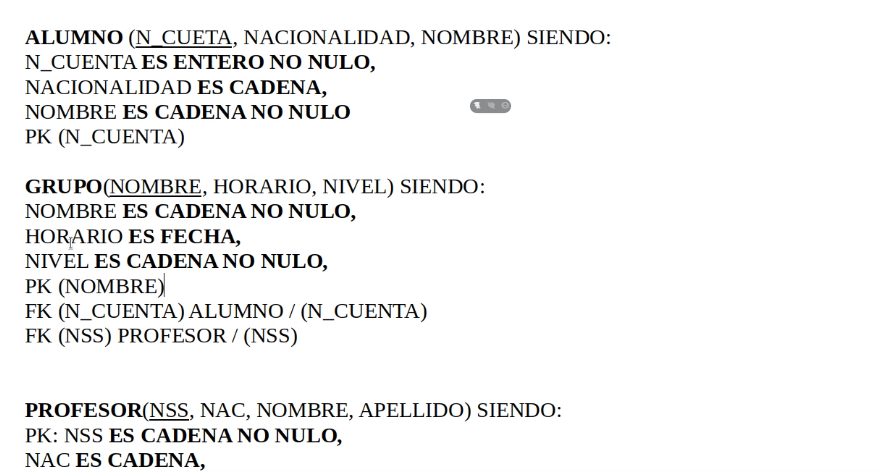 ALUMNO (N_CUETA, NACIONALIDAD, NOMBRE) SIENDO:
N_CUENTA ES ENTERO NO NULO,
NACIONALIDAD ES CADENA,
NOMBRE ES CADENA NO NULO
PK (N_CUENTA)
GRUPO(NOMBRE, HORARIO, NIVEL) SIENDO:
NOMBRE ES CADENA NO NULO,
HORARIO ES FECHA,
NIVEL ES CADENA NO NULO,
PK (NOMBRE)
FK (N_CUENTA) ALUMNO / (N_CUENTA)
FK (NSS) PROFESOR / (NSS)
PROFESOR(NSS, NAC, NOMBRE, APELLIDO) SIENDO:
PK: NSS ES CADENA NO NULO,
NAC ES CADENA,